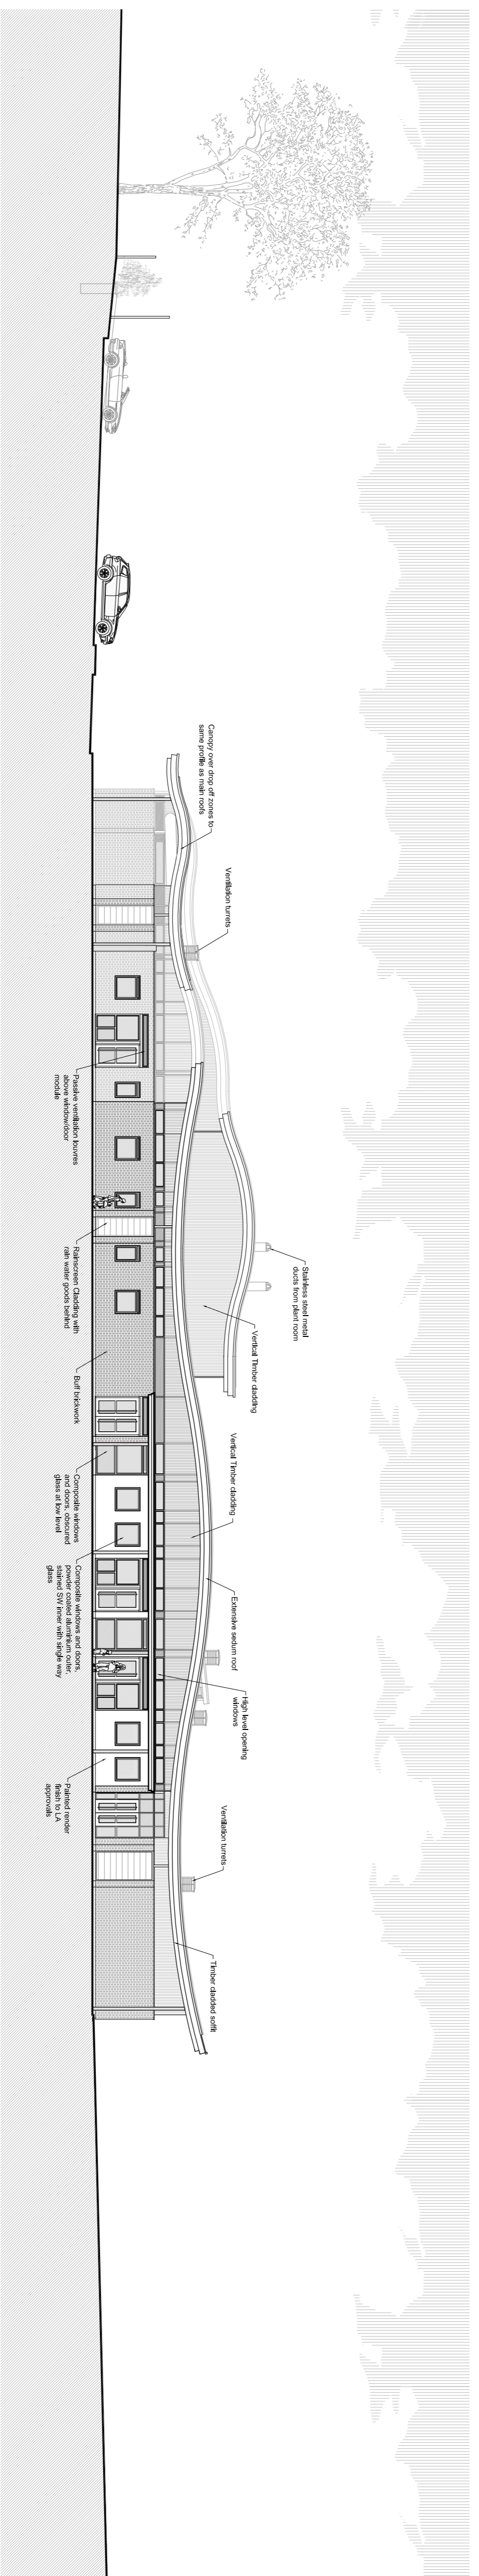 Canopy over drop off zones to
same profile as main roofs
Ventilation turrets
Stainless steel metal
ducts from plant room
Vertical Timber cladding
Vertical Timber cladding
Extensive sedum roof
High level opening
windows
Ventilation turrets
Timber cladded soffit
Passive ventilation louvres
above window/door
module
Rainscreen Cladding with
rain water goods behind
Buff brickwork
Composite windows
and doors, obscured
glass at low level
Composite windows and doors,
powder coated aluminium outer,
stained SW inner with single way
glass
Painted render
finish to LA
approvals